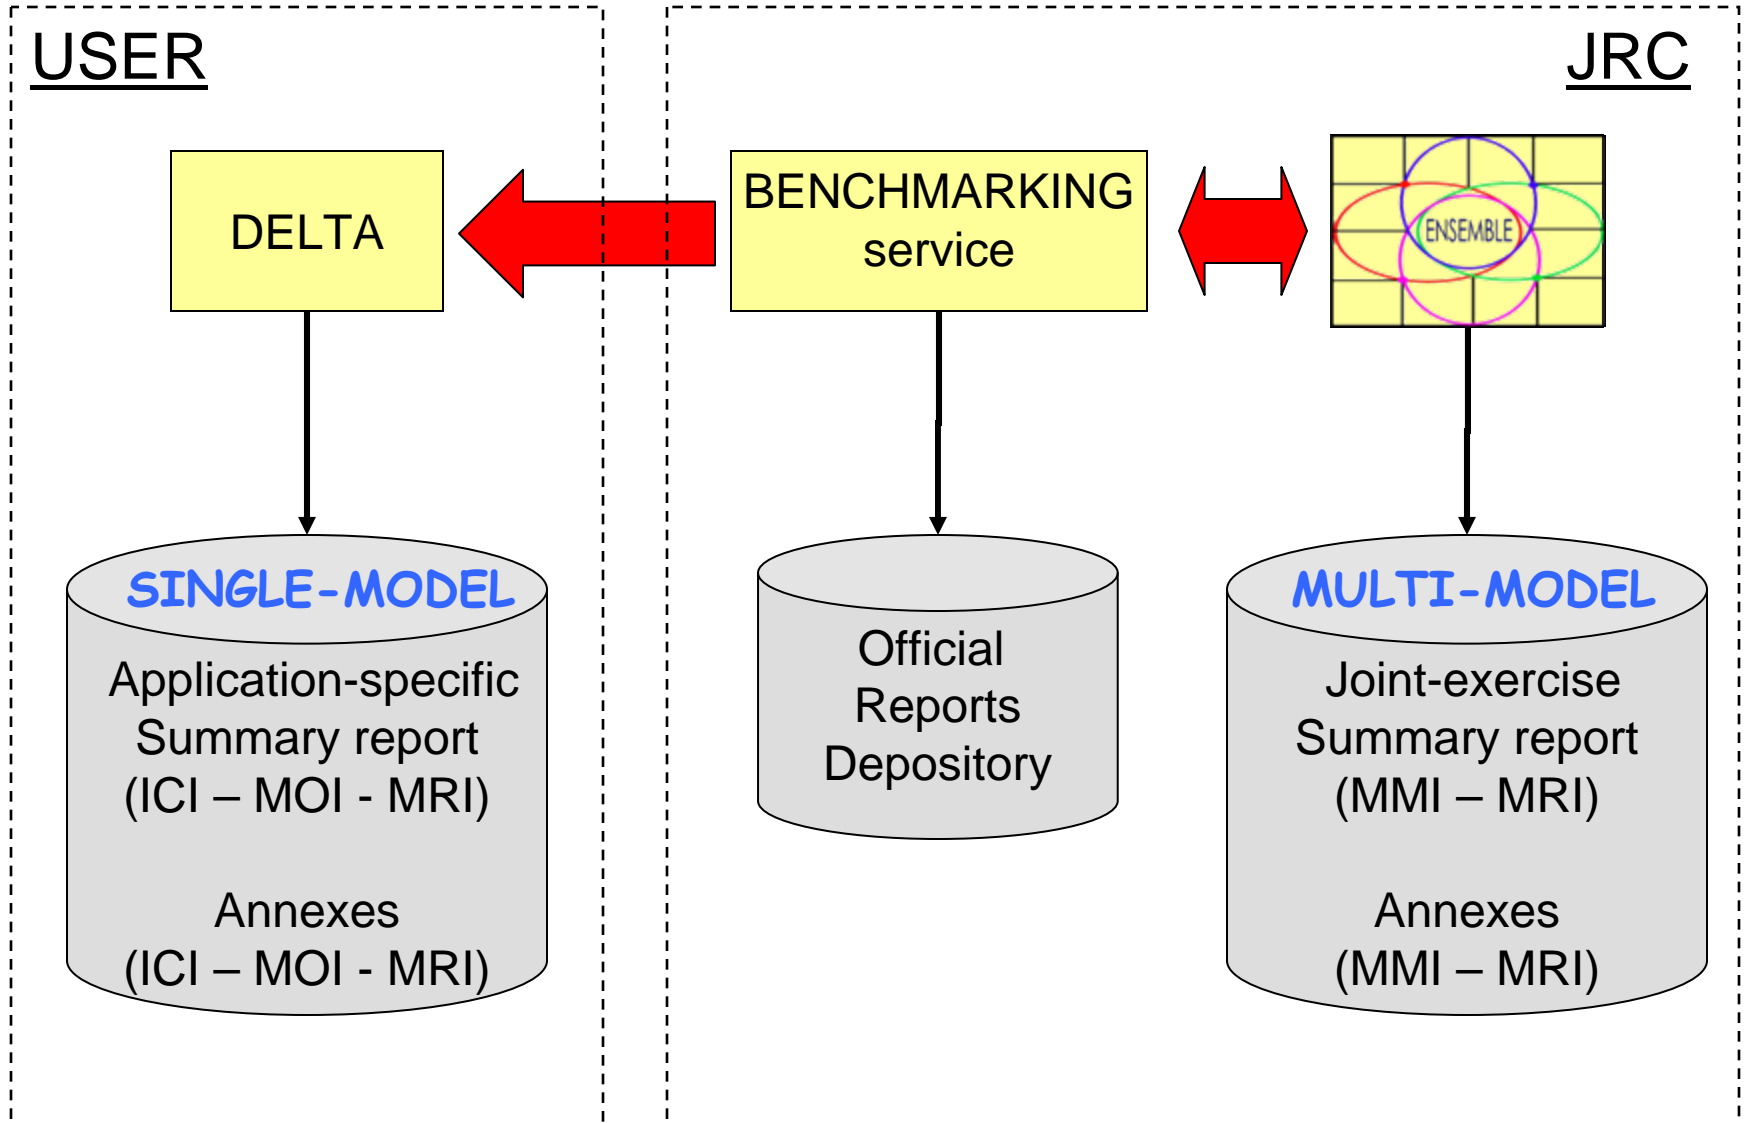 USER
JRC
DELTA
BENCHMARKING
service
ENSEMBLE
SINGLE-MODEL
Application-specific
Summary report
(ICI – MOI - MRI)
Annexes
(ICI – MOI - MRI)
Official
Reports
Depository
MULTI-MODEL
Joint-exercise
Summary report
(MMI – MRI)
Annexes
(MMI – MRI)